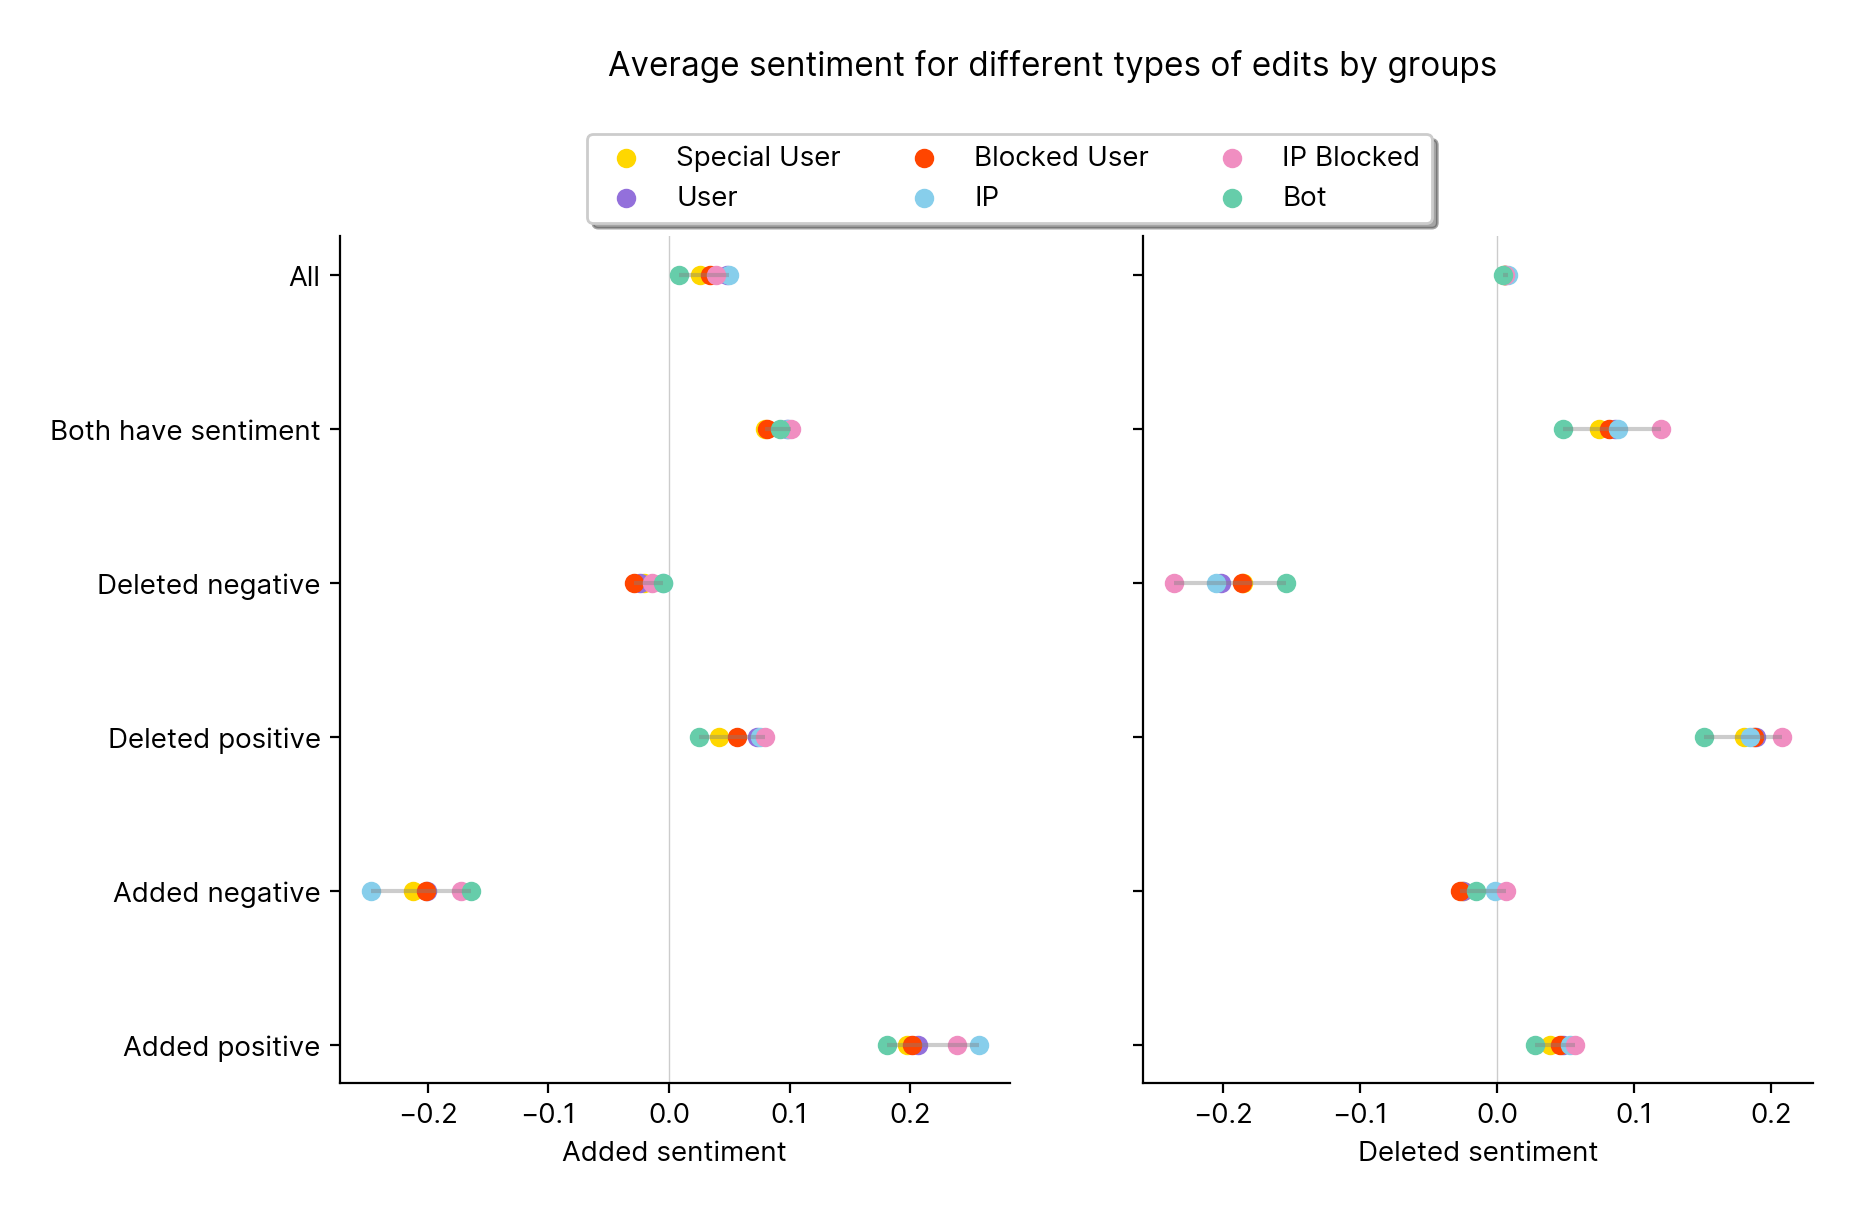 Average sentiment for different types of edits by groups
Special User
Blocked User
IP Blocked
User
IP
Bot
All
Both have sentiment
Deleted negative
Deleted positive
Added negative
Added positive
−0.2 −0.1 0.0 0.1 0.2
Added sentiment
−0.2 −0.1 0.0 0.1 0.2
Deleted sentiment